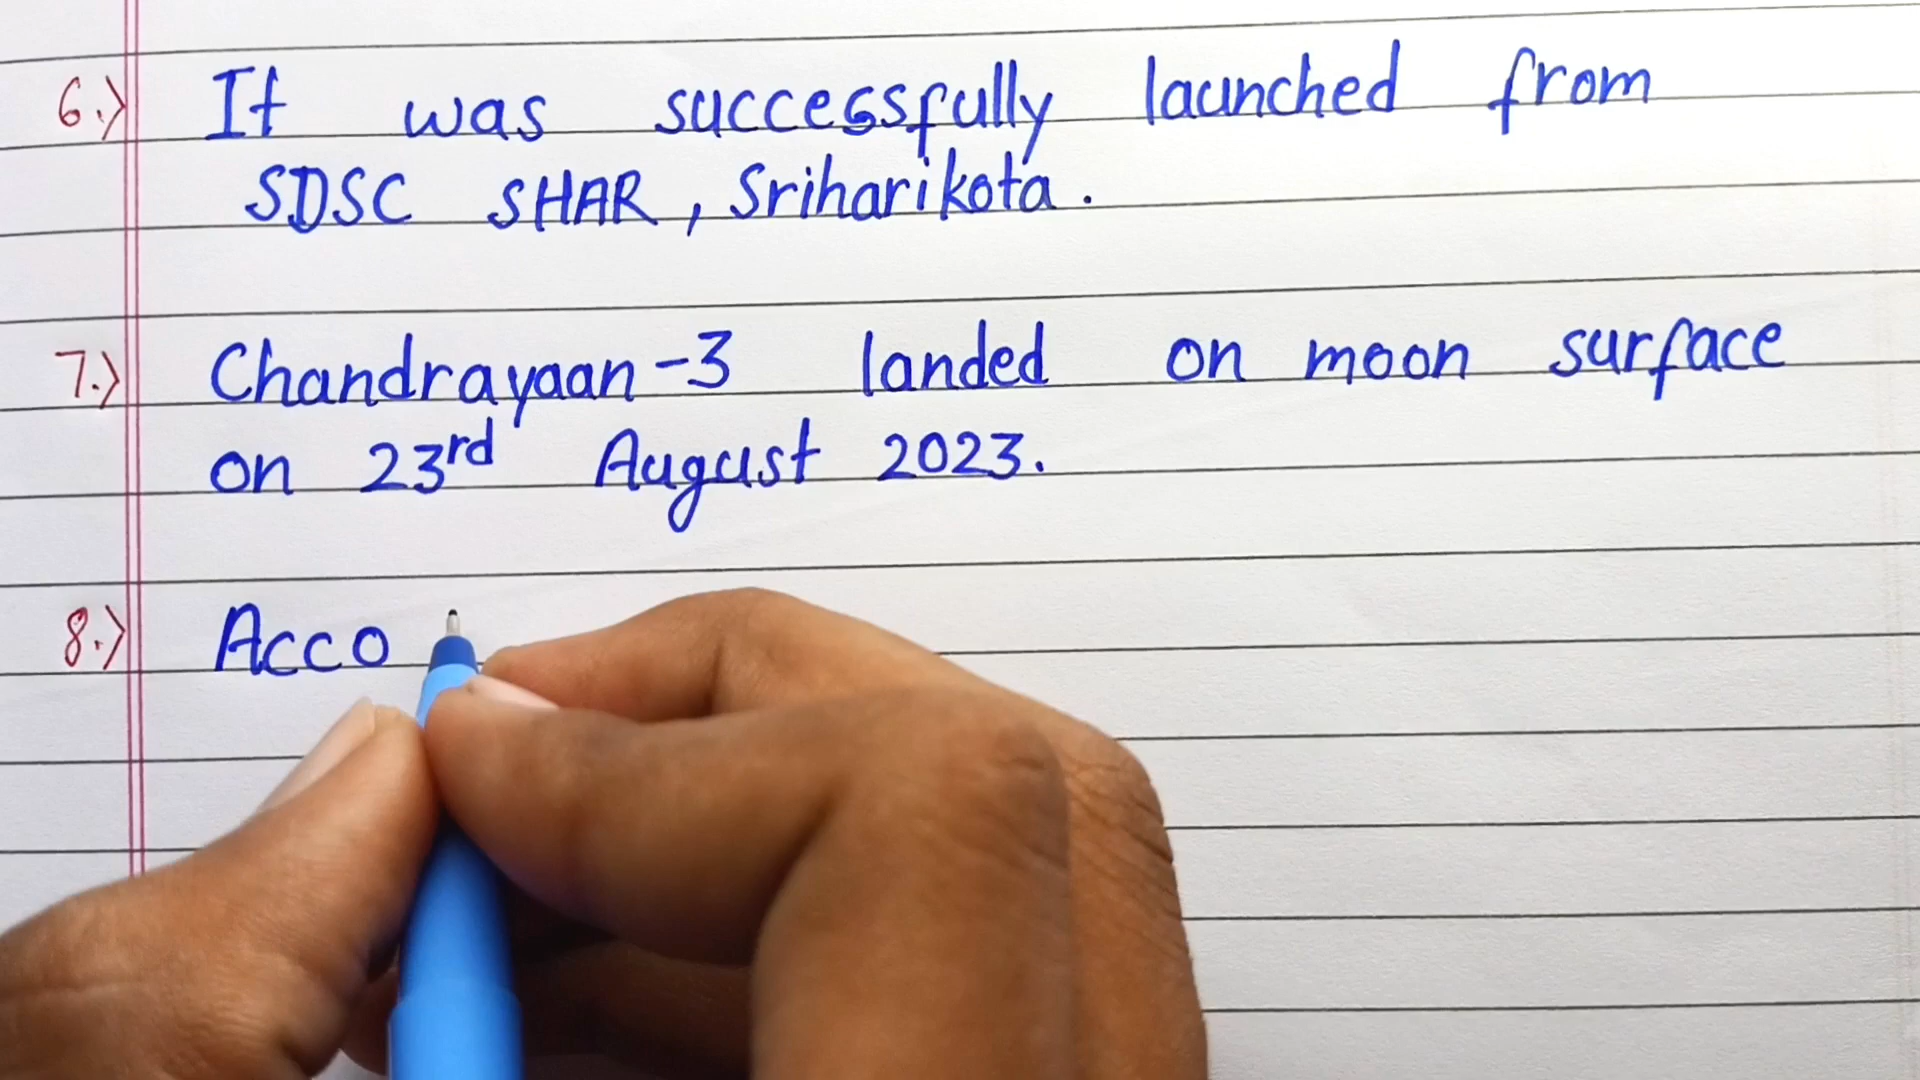 6.) It was successfully launched from
SDSC SHAR, Sriharikota.
7.) Chandrayaan-3 landed on moon surface
on 23rd August 2023.
8.) Acco